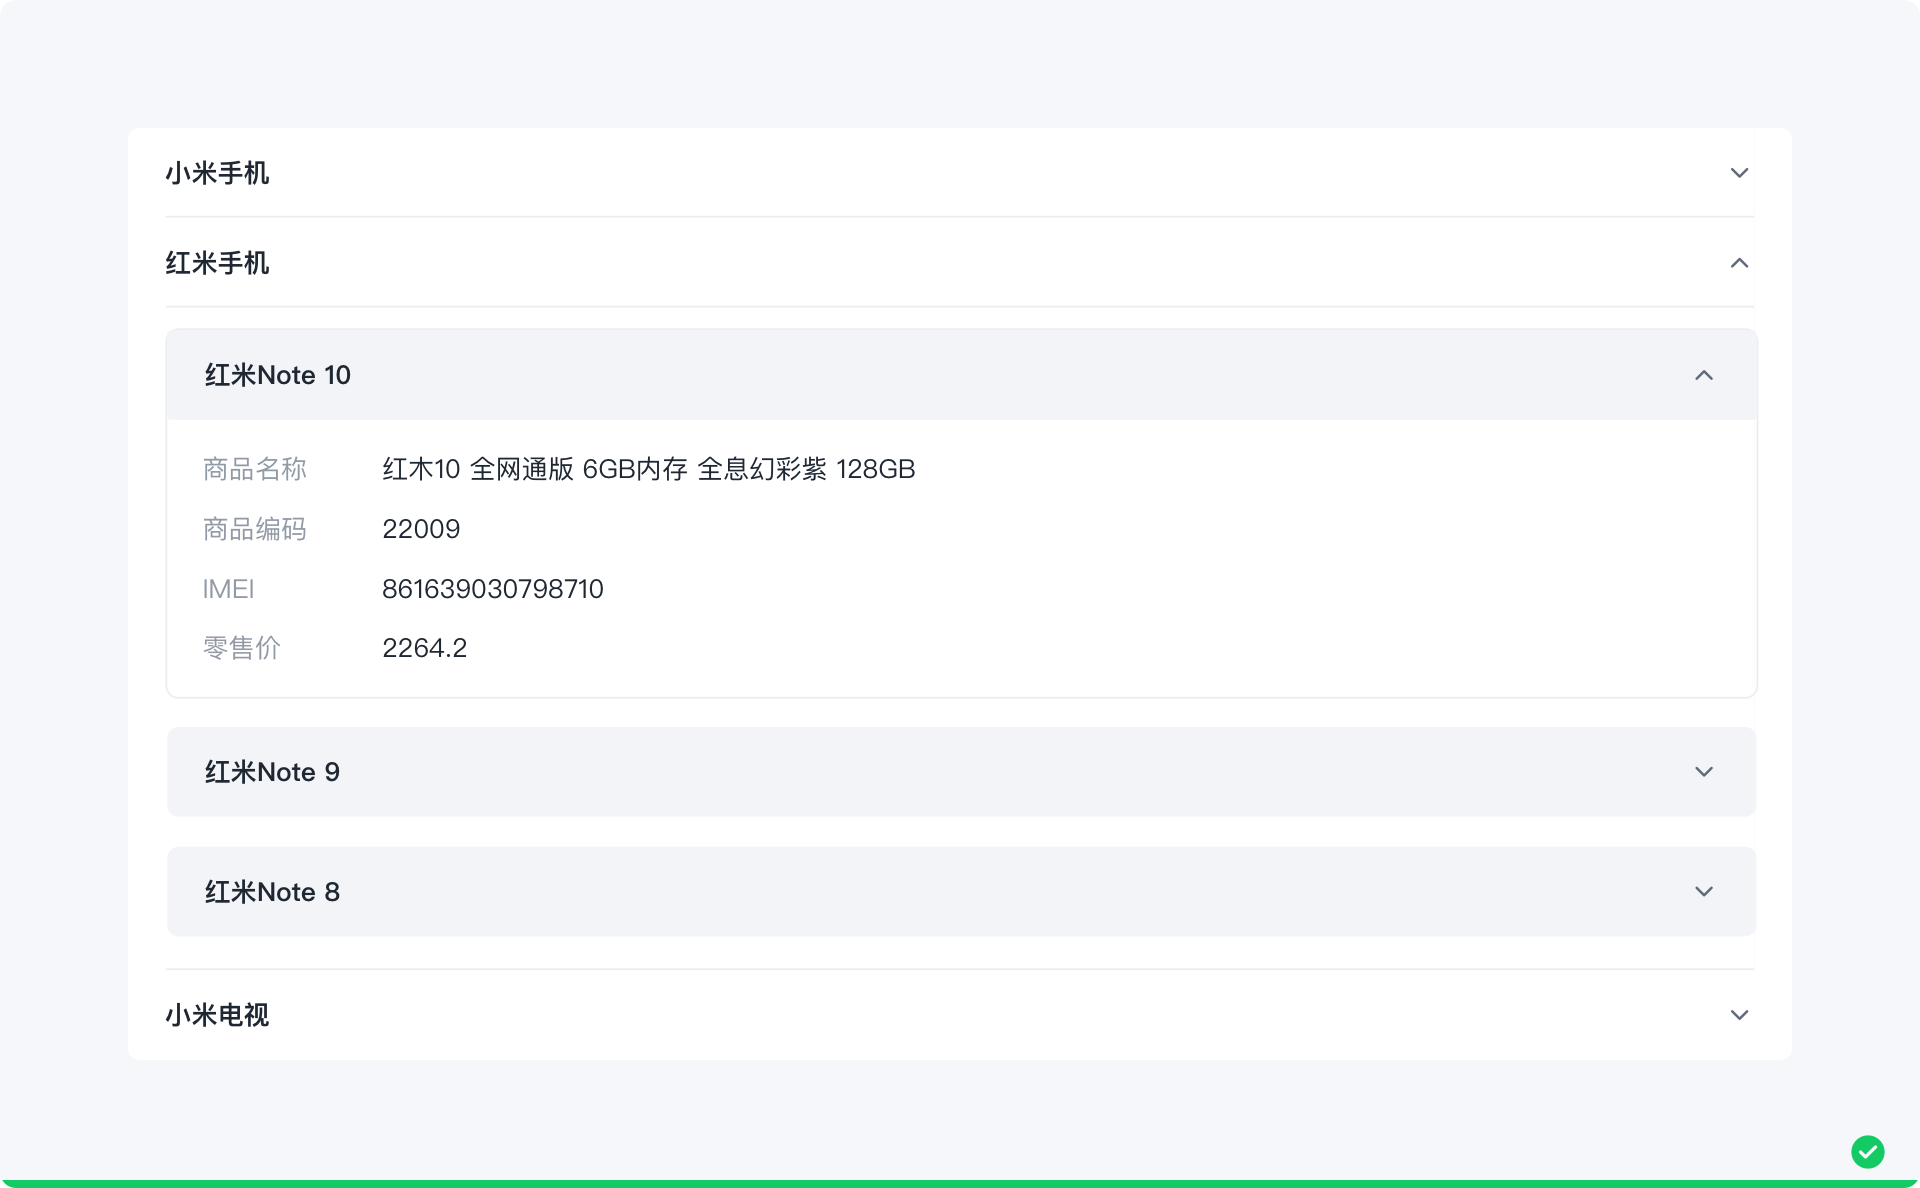 小米手机
红米手机
红米Note 10
商品名称 红木10 全网通版 6GB内存 全息幻彩紫 128GB
商品编码 22009
IMEI 861639030798710
零售价 2264.2
红米Note 9
红米Note 8
小米电视